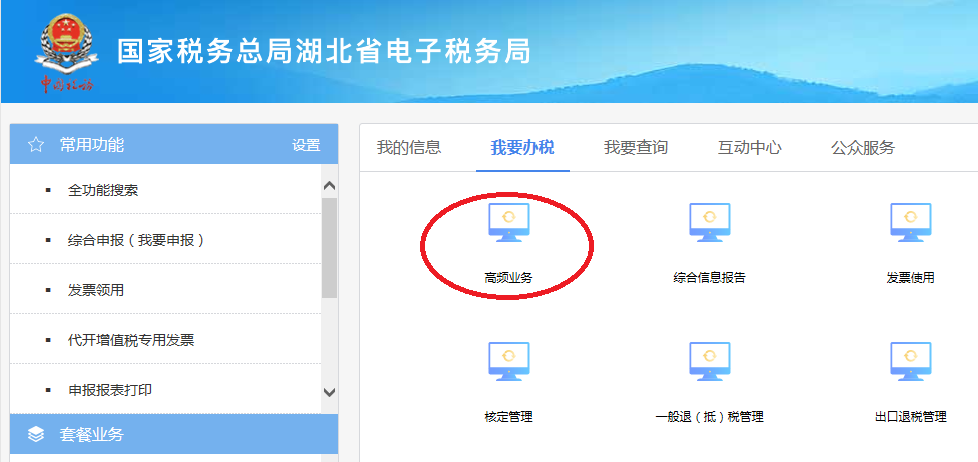 国家税务总局湖北省电子税务局
中国税务
常用功能 设置
全功能搜索
综合申报（我要申报）
发票领用
代开增值税专用发票
申报报表打印
套餐业务
我的信息 我要办税 我要查询 互动中心 公众服务
高频业务 综合信息报告 发票使用
核定管理 一般退（抵）税管理 出口退税管理